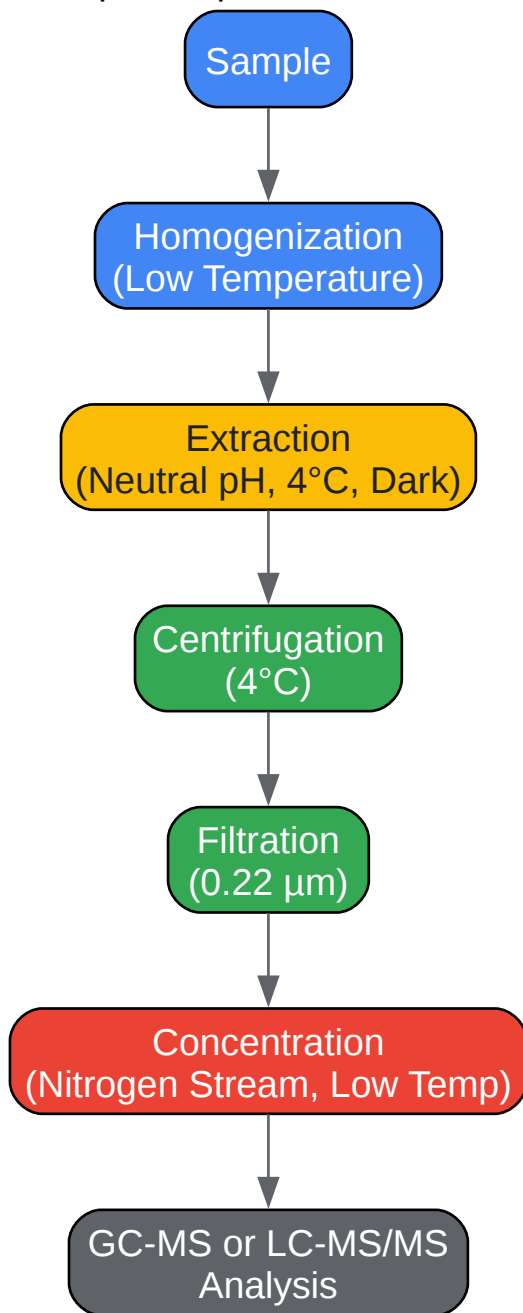 Sample
Homogenization
(Low Temperature)
Extraction
(Neutral pH, 4°C, Dark)
Centrifugation
(4°C)
Filtration
(0.22 µm)
Concentration
(Nitrogen Stream, Low Temp)
GC-MS or LC-MS/MS
Analysis